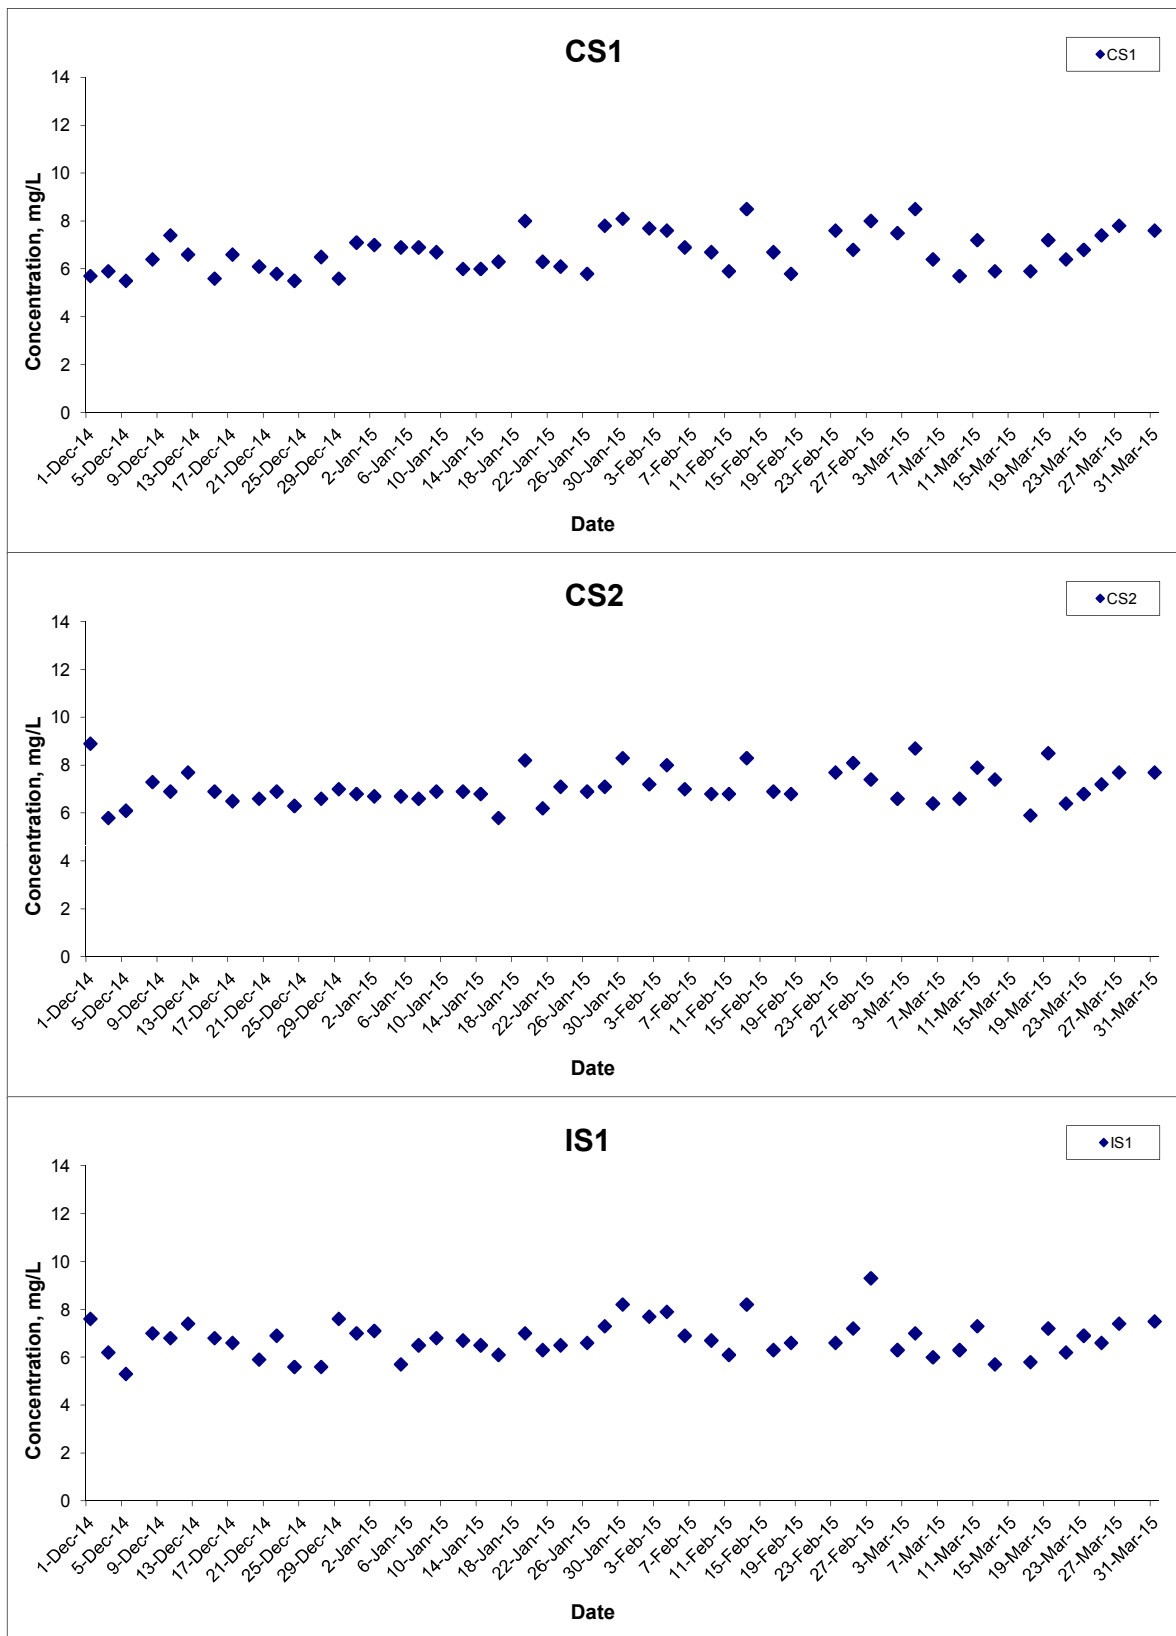 CS1
CS1
14
12
10
8
6
4
2
0
Concentration, mg/L
1-Dec-14
5-Dec-14
9-Dec-14
13-Dec-14
17-Dec-14
21-Dec-14
25-Dec-14
29-Dec-14
2-Jan-15
6-Jan-15
10-Jan-15
14-Jan-15
18-Jan-15
22-Jan-15
26-Jan-15
30-Jan-15
3-Feb-15
7-Feb-15
11-Feb-15
15-Feb-15
19-Feb-15
23-Feb-15
27-Feb-15
3-Mar-15
7-Mar-15
11-Mar-15
15-Mar-15
19-Mar-15
23-Mar-15
27-Mar-15
31-Mar-15
Date
CS2
CS2
14
12
10
8
6
4
2
0
Concentration, mg/L
1-Dec-14
5-Dec-14
9-Dec-14
13-Dec-14
17-Dec-14
21-Dec-14
25-Dec-14
29-Dec-14
2-Jan-15
6-Jan-15
10-Jan-15
14-Jan-15
18-Jan-15
22-Jan-15
26-Jan-15
30-Jan-15
3-Feb-15
7-Feb-15
11-Feb-15
15-Feb-15
19-Feb-15
23-Feb-15
27-Feb-15
3-Mar-15
7-Mar-15
11-Mar-15
15-Mar-15
19-Mar-15
23-Mar-15
27-Mar-15
31-Mar-15
Date
IS1
IS1
14
12
10
8
6
4
2
0
Concentration, mg/L
1-Dec-14
5-Dec-14
9-Dec-14
13-Dec-14
17-Dec-14
21-Dec-14
25-Dec-14
29-Dec-14
2-Jan-15
6-Jan-15
10-Jan-15
14-Jan-15
18-Jan-15
22-Jan-15
26-Jan-15
30-Jan-15
3-Feb-15
7-Feb-15
11-Feb-15
15-Feb-15
19-Feb-15
23-Feb-15
27-Feb-15
3-Mar-15
7-Mar-15
11-Mar-15
15-Mar-15
19-Mar-15
23-Mar-15
27-Mar-15
31-Mar-15
Date